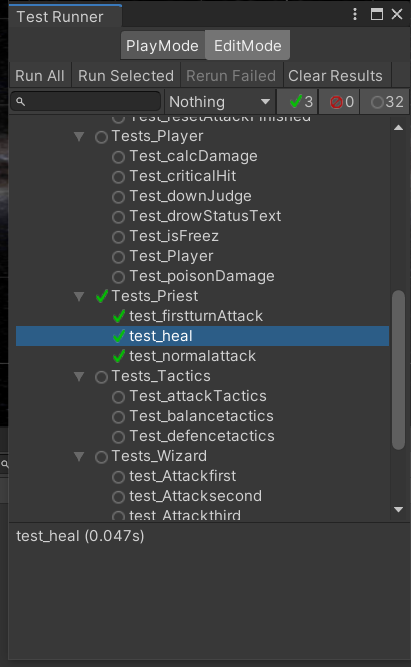 Test Runner
PlayMode EditMode
Run All Run Selected Rerun Failed Clear Results
Nothing 3 0 32
Test_resetAttackFinished
Tests_Player
Test_calcDamage
Test_criticalHit
Test_downJudge
Test_drowStatusText
Test_isFreez
Test_Player
Test_poisonDamage
Tests_Priest
test_firstturnAttack
test_heal
test_normalattack
Tests_Tactics
Test_attackTactics
Test_balancetactics
Test_defencetactics
Tests_Wizard
test_Attackfirst
test_Attacksecond
test_Attackthird
test_heal (0.047s)